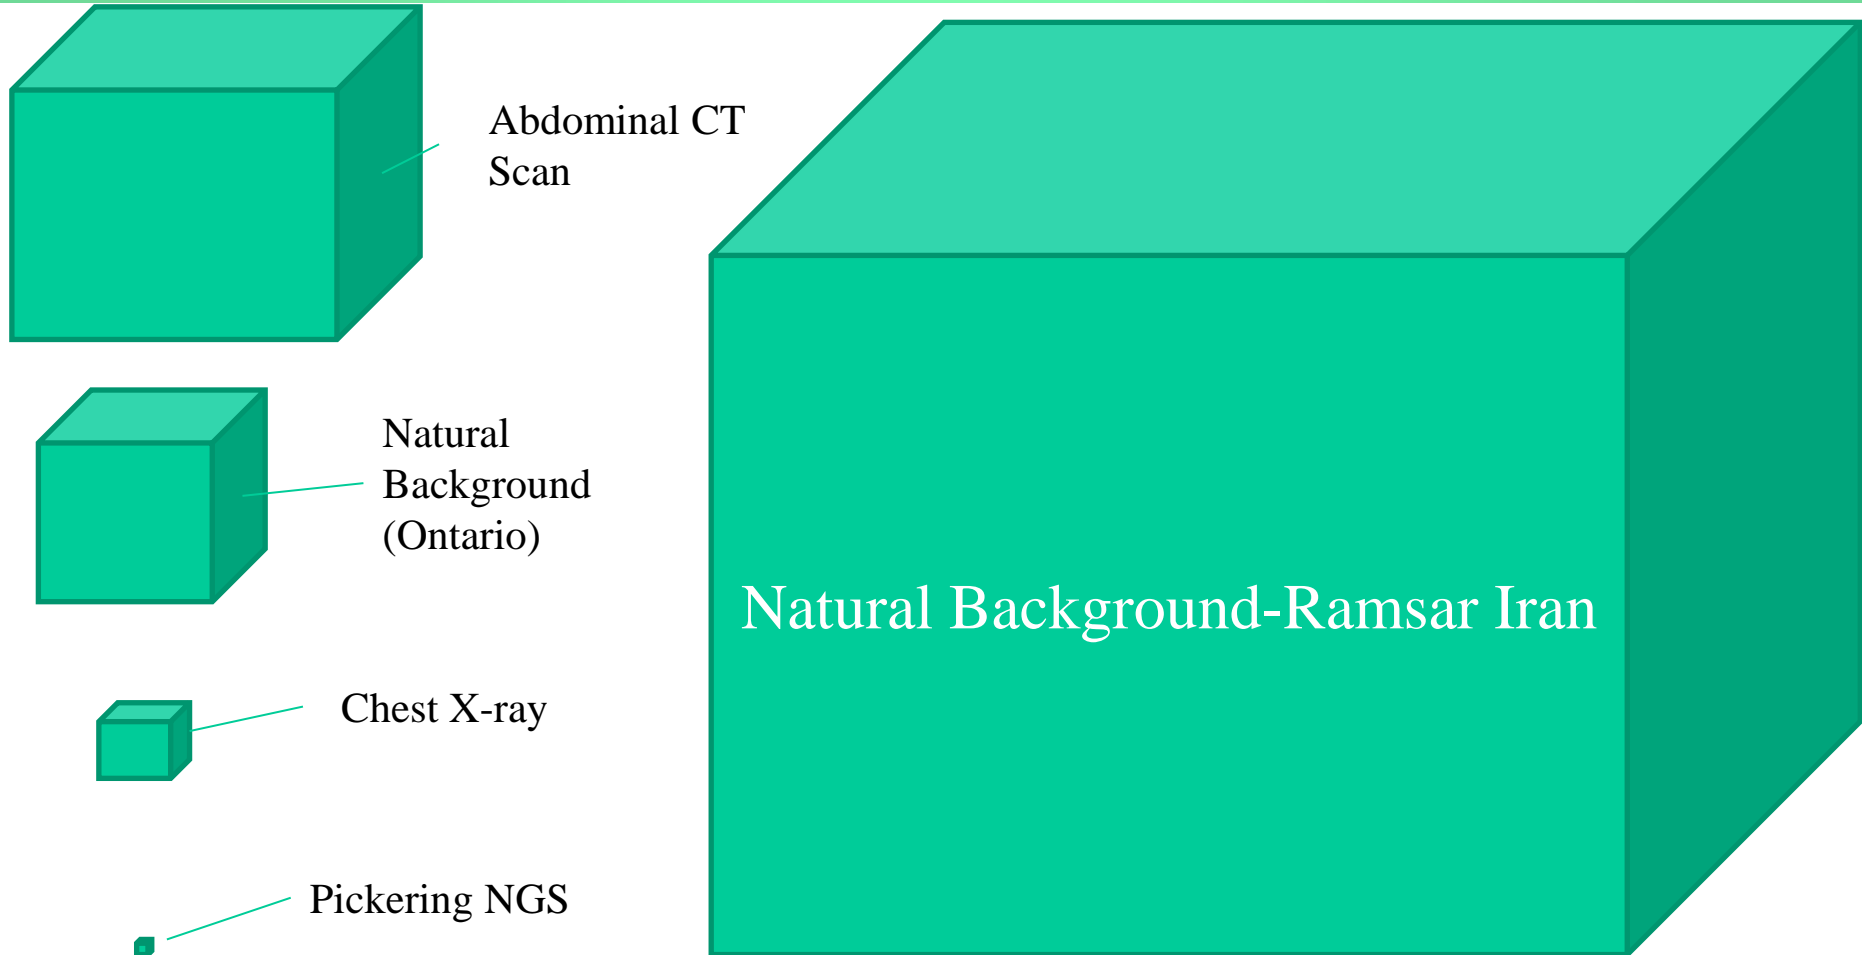 Abdominal CT
Scan
Natural
Background
(Ontario)
Natural Background-Ramsar Iran
Chest X-ray
Pickering NGS